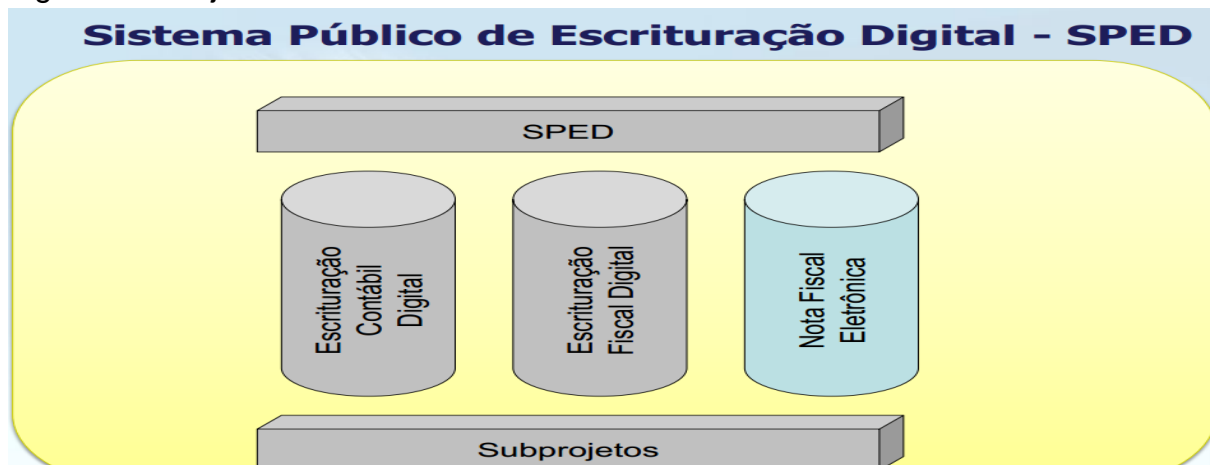 Sistema Público de Escrituração Digital - SPED
SPED
Escrituração
Contábil
Digital
Escrituração
Fiscal Digital
Nota Fiscal
Eletrônica
Subprojetos